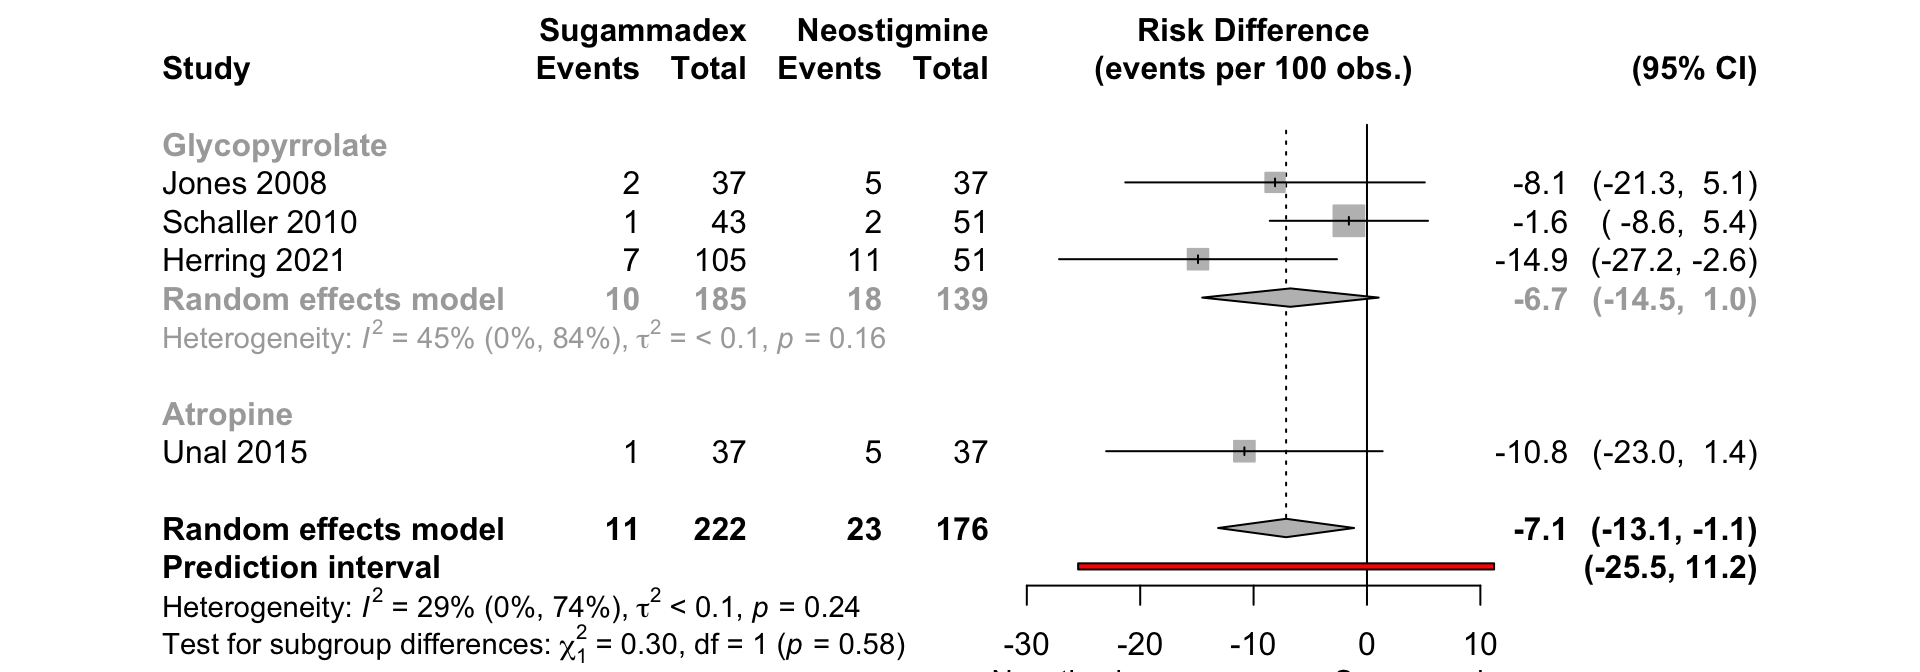 Sugammadex Neostigmine Risk Difference
Study Events Total Events Total (events per 100 obs.) (95% CI)
Glycopyrrolate
Jones 2008 2 37 5 37 -8.1 (-21.3, 5.1)
Schaller 2010 1 43 2 51 -1.6 ( -8.6, 5.4)
Herring 2021 7 105 11 51 -14.9 (-27.2, -2.6)
Random effects model 10 185 18 139 -6.7 (-14.5, 1.0)
Heterogeneity: I² = 45% (0%, 84%), τ² = < 0.1, p = 0.16
Atropine
Unal 2015 1 37 5 37 -10.8 (-23.0, 1.4)
Random effects model 11 222 23 176 -7.1 (-13.1, -1.1)
Prediction interval (-25.5, 11.2)
Heterogeneity: I² = 29% (0%, 74%), τ² < 0.1, p = 0.24
Test for subgroup differences: χ²₁ = 0.30, df = 1 (p = 0.58)
-30 -20 -10 0 10